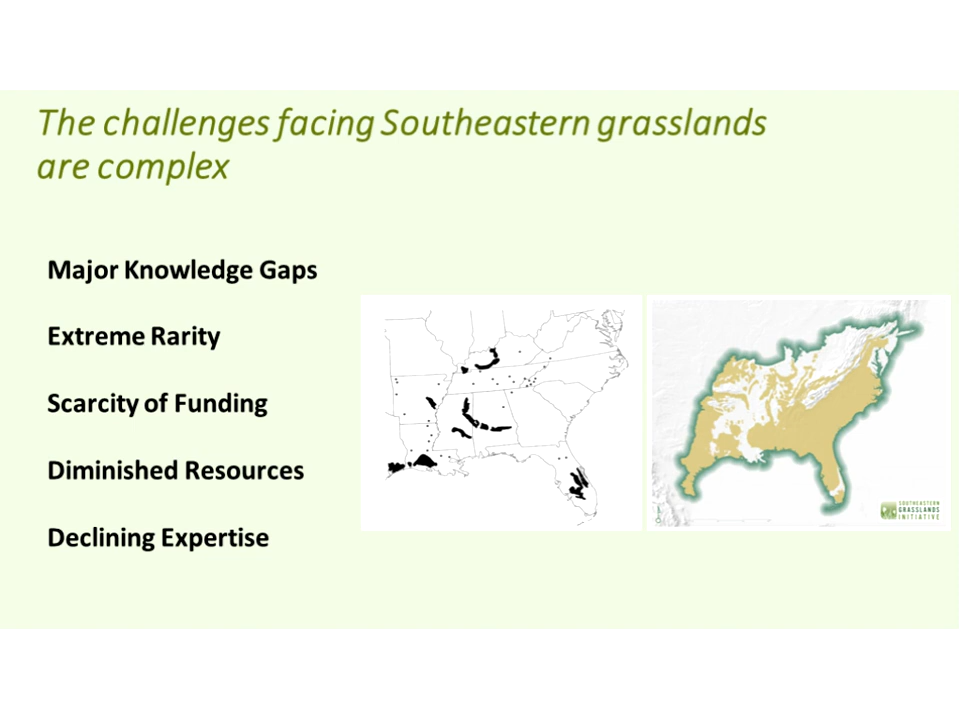 The challenges facing Southeastern grasslands
are complex
Major Knowledge Gaps
Extreme Rarity
Scarcity of Funding
Diminished Resources
Declining Expertise
SOUTHEASTERN
GRASSLANDS
INITIATIVE